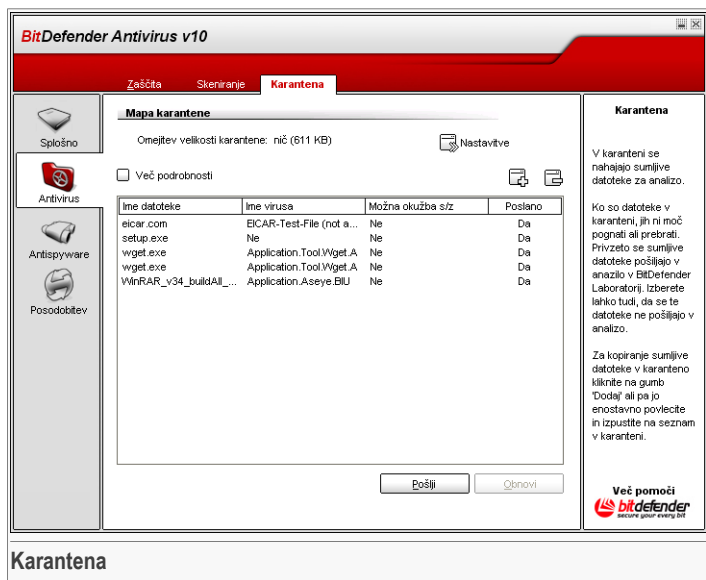 BitDefender Antivirus v10
Zaščita Skeniranje Karantena
Splošno
Antivirus
Antispyware
Posodobitev
Mapa karantene
Omejitev velikosti karantene: nič (611 KB)
Nastavitve
Več podrobnosti
Ime datoteke Ime virusa Možna okužba s/z Poslano
eicar.com EICAR-Test-File (not a... Ne Da
setup.exe Ne Ne Da
wget.exe Application.Tool.Wget.A Ne Da
wget.exe Application.Tool.Wget.A Ne Da
WinRAR_v34_buildAll_... Application.Aseye.BIU Ne Da
Pošlji Obnovi
Karantena
V karanteni se
nahajajo sumljive
datoteke za analizo.
Ko so datoteke v
karanteni, jih ni moč
pognati ali prebrati.
Privzeto se sumljive
datoteke pošiljajo v
anazilo v BitDefender
Laboratorij. Izberete
lahko tudi, da se te
datoteke ne pošiljajo v
analizo.
Za kopiranje sumljive
datoteke v karanteno
kliknite na gumb
'Dodaj' ali pa jo
enostavno povlecite
in izpustite na seznam
v karanteni.
Več pomoči
bitdefender
secure your every bit
Karantena